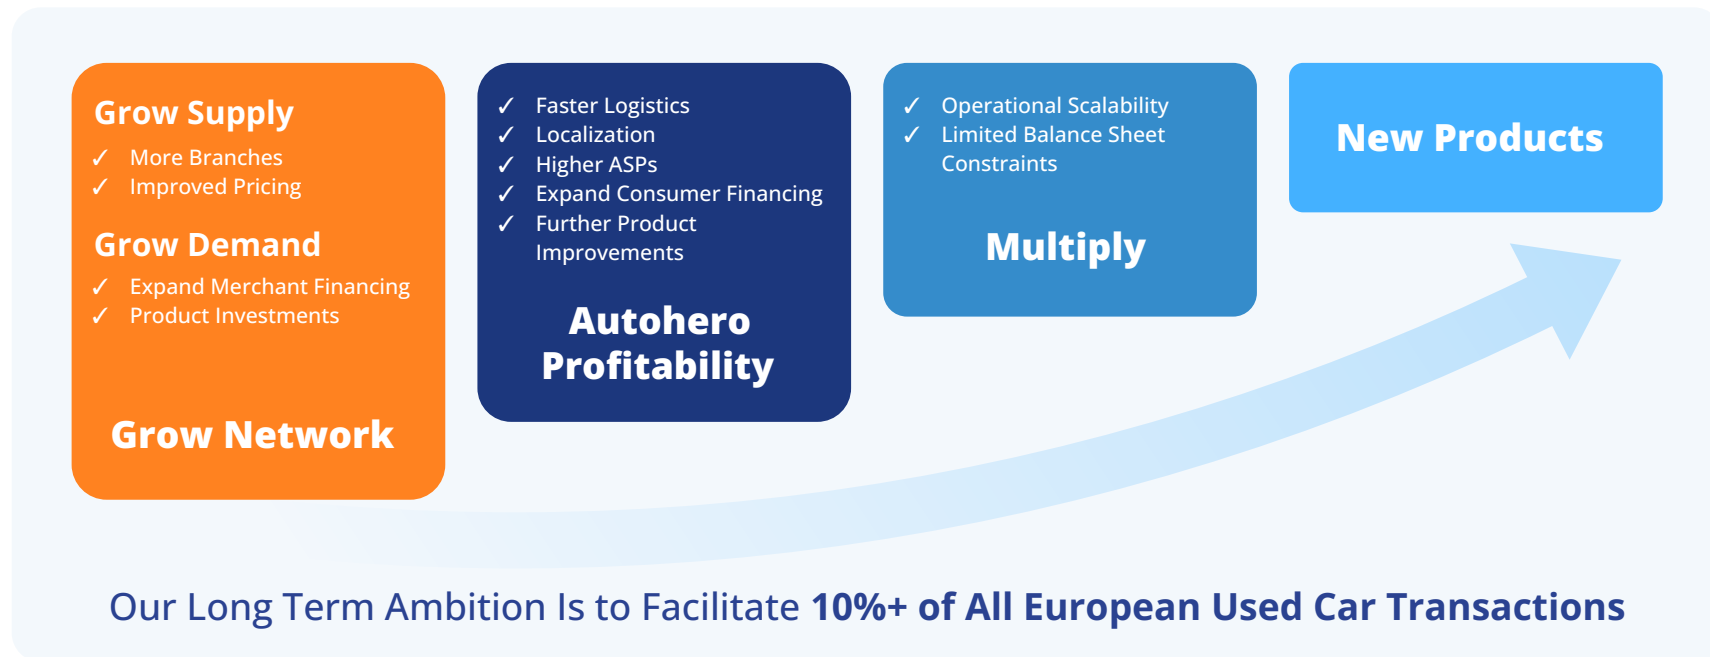 Grow Supply
✓ More Branches
✓ Improved Pricing
Grow Demand
✓ Expand Merchant Financing
✓ Product Investments
Grow Network
✓ Faster Logistics
✓ Localization
✓ Higher ASPs
✓ Expand Consumer Financing
✓ Further Product
Improvements
Autohero
Profitability
✓ Operational Scalability
✓ Limited Balance Sheet
Constraints
Multiply
New Products
Our Long Term Ambition Is to Facilitate 10%+ of All European Used Car Transactions